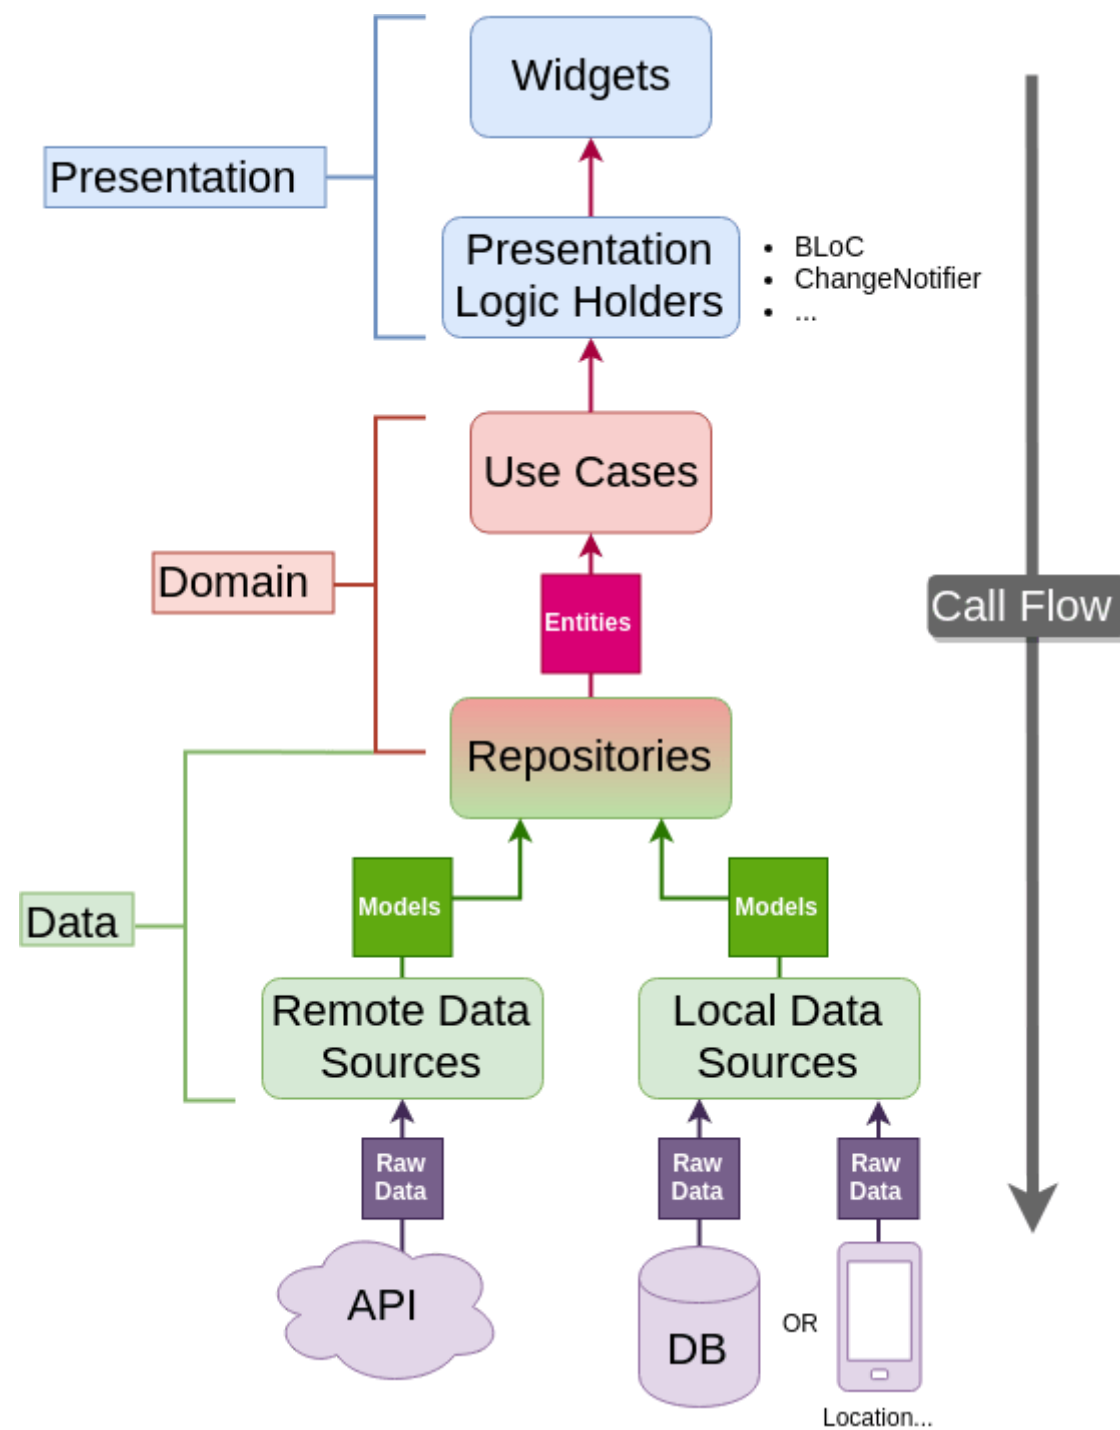 Widgets
Presentation
Presentation
Logic Holders
• BLoC
• ChangeNotifier
• ...
Use Cases
Domain
Entities
Call Flow
Repositories
Models
Models
Data
Remote Data
Sources
Local Data
Sources
Raw
Data
Raw
Data
Raw
Data
API
DB
OR
Location...